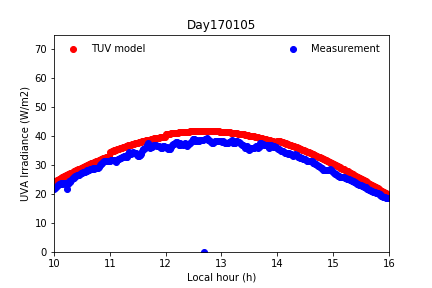 Day170105
TUV model
Measurement
UVA Irradiance (W/m2)
70
60
50
40
30
20
10
0
10 11 12 13 14 15 16
Local hour (h)